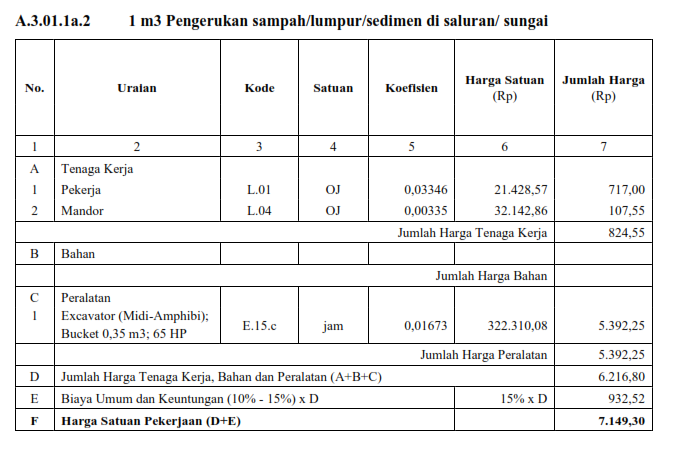 A.3.01.1a.2 1 m3 Pengerukan sampah/lumpur/sedimen di saluran/ sungai
No. Uraian Kode Satuan Koefisien Harga Satuan (Rp) Jumlah Harga (Rp)
1 2 3 4 5 6 7
A Tenaga Kerja
1 Pekerja L.01 OJ 0,03346 21.428,57 717,00
2 Mandor L.04 OJ 0,00335 32.142,86 107,55
Jumlah Harga Tenaga Kerja 824,55
B Bahan
Jumlah Harga Bahan
C Peralatan
1 Excavator (Midi-Amphibi);
Bucket 0,35 m3; 65 HP E.15.c jam 0,01673 322.310,08 5.392,25
Jumlah Harga Peralatan 5.392,25
D Jumlah Harga Tenaga Kerja, Bahan dan Peralatan (A+B+C) 6.216,80
E Biaya Umum dan Keuntungan (10% - 15%) x D 15% x D 932,52
F Harga Satuan Pekerjaan (D+E) 7.149,30